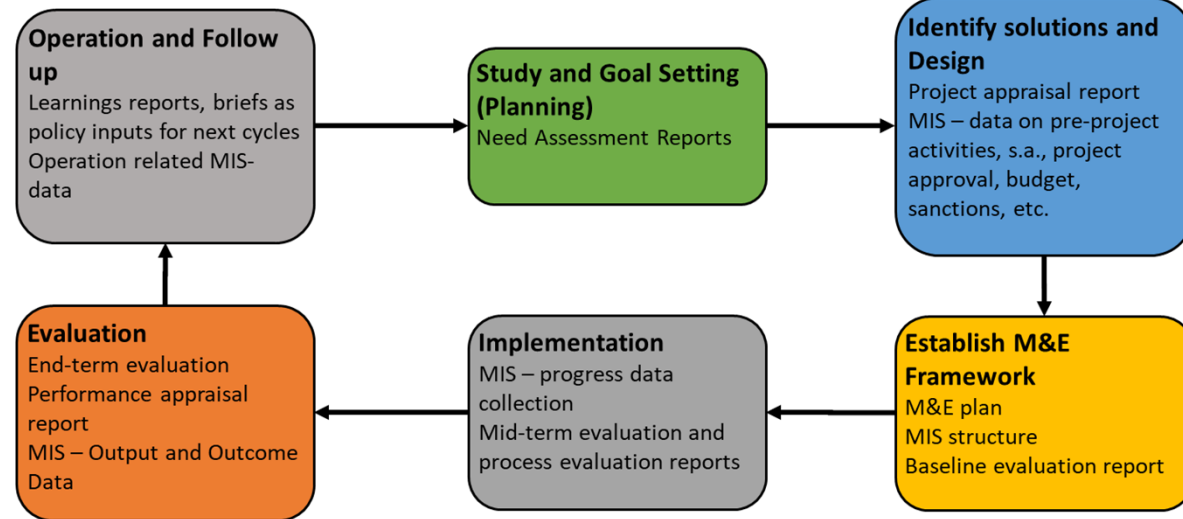 Operation and Follow
up
Learnings reports, briefs as
policy inputs for next cycles
Operation related MIS-
data
Study and Goal Setting
(Planning)
Need Assessment Reports
Identify solutions and
Design
Project appraisal report
MIS – data on pre-project
activities, s.a., project
approval, budget,
sanctions, etc.
Evaluation
End-term evaluation
Performance appraisal
report
MIS – Output and Outcome
Data
Implementation
MIS – progress data
collection
Mid-term evaluation and
process evaluation reports
Establish M&E
Framework
M&E plan
MIS structure
Baseline evaluation report